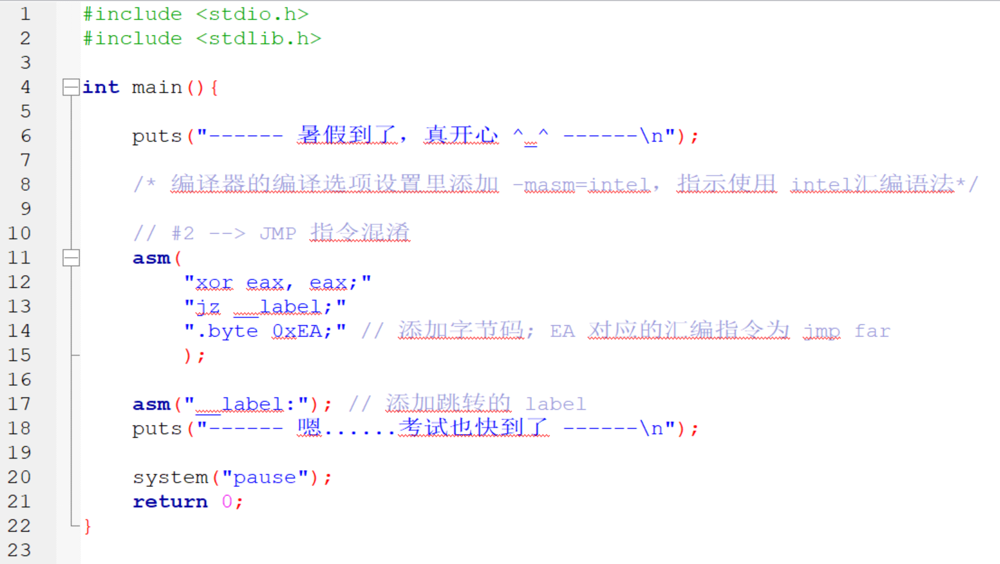 1 #include <stdio.h>
2 #include <stdlib.h>
3
4 int main(){
5
6 puts("------ 暑假到了，真开心 ^_^ ------\n");
7
8 /* 编译器的编译选项设置里添加 -masm=intel，指示使用 intel汇编语法*/
9
10 // #2 --> JMP 指令混淆
11 asm(
12 "xor eax, eax;"
13 "jz __label;"
14 ".byte 0xEA;" // 添加字节码; EA 对应的汇编指令为 jmp far
15 );
16
17 asm("__label:"); // 添加跳转的 label
18 puts("------ 嗯......考试也快到了 ------\n");
19
20 system("pause");
21 return 0;
22 }
23